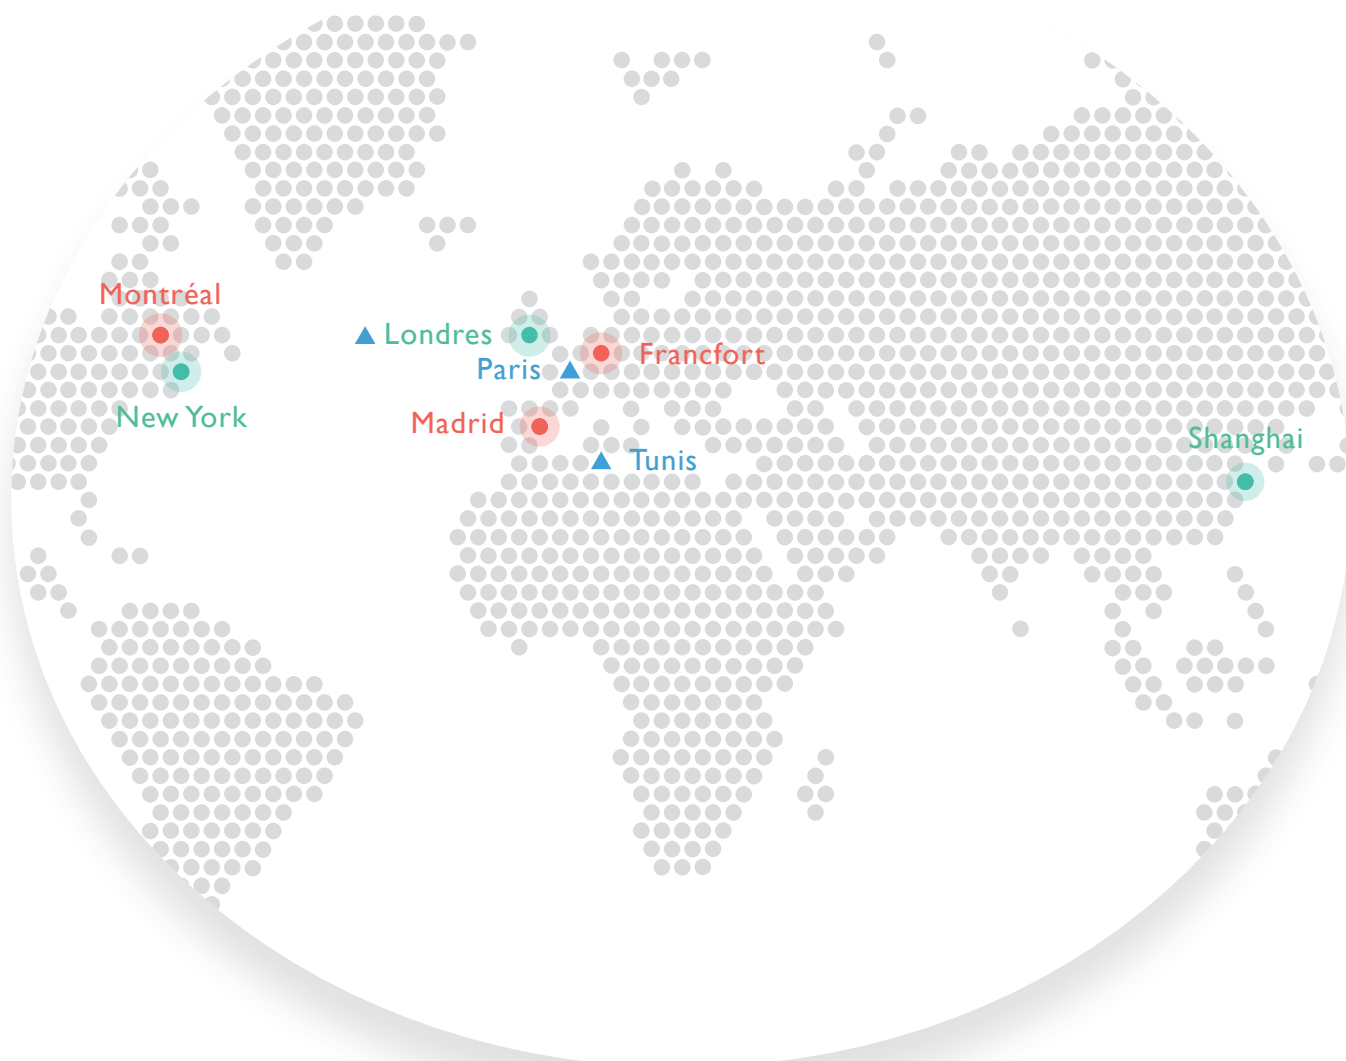 Montréal
Londres
Francfort
Paris
New York
Madrid
Shanghai
Tunis